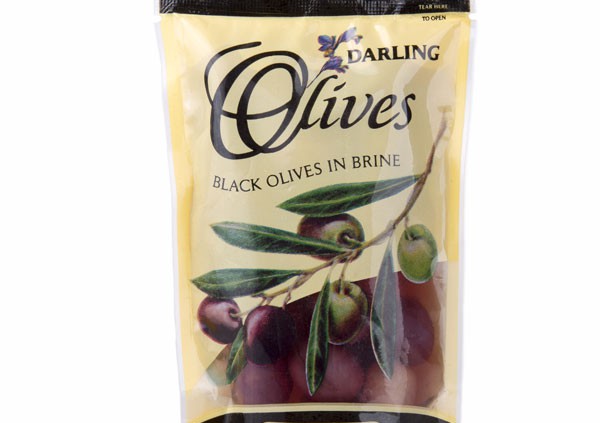 TEAR HERE
TO OPEN
DARLING
Olives
BLACK OLIVES IN BRINE